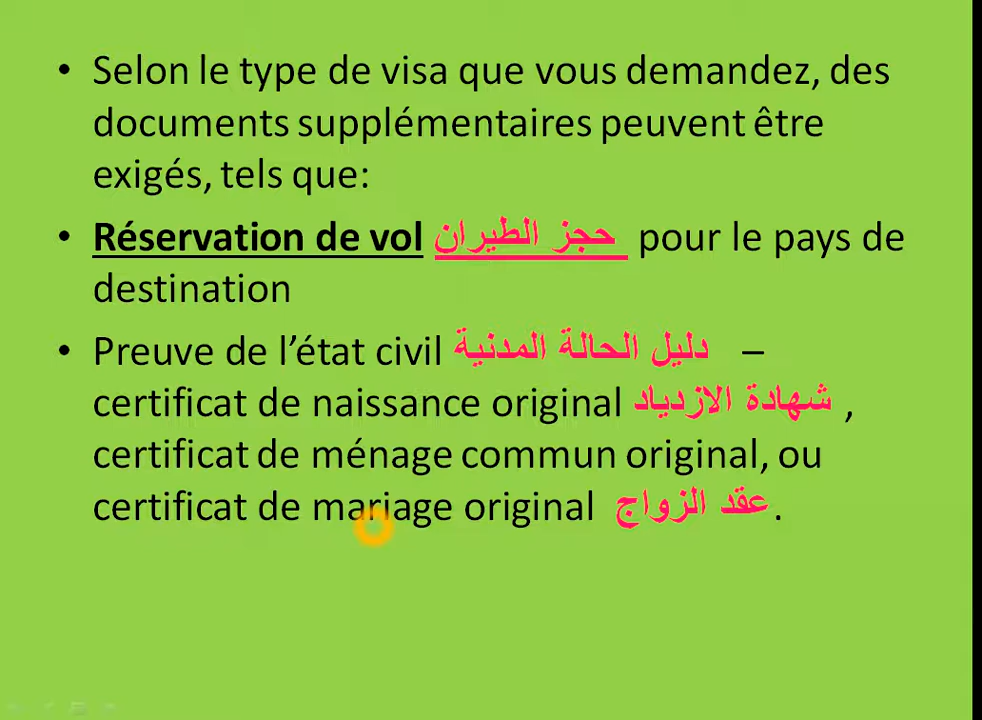 • Selon le type de visa que vous demandez, des
documents supplémentaires peuvent être
exigés, tels que:
• Réservation de vol حجز الطيران pour le pays de
destination
• Preuve de l’état civil دليل الحالة المدنية –
certificat de naissance original شهادة الازدياد ,
certificat de ménage commun original, ou
certificat de mariage original عقد الزواج.